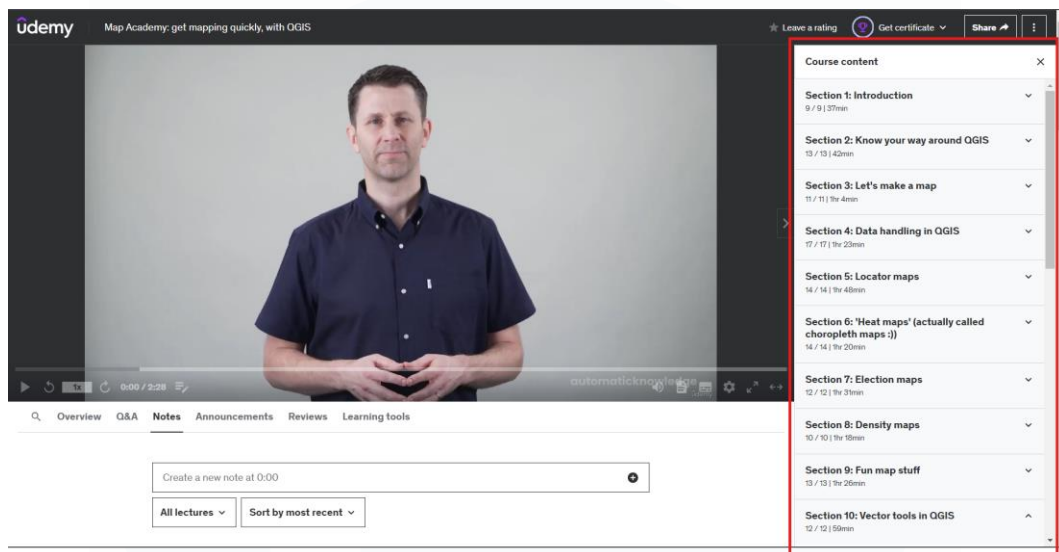 ûdemy
Map Academy: get mapping quickly, with QGIS
Leave a rating
Get certificate
Share
Course content
Section 1: Introduction
9 / 9 | 37min
Section 2: Know your way around QGIS
13 / 13 | 42min
Section 3: Let's make a map
11 / 11 | 1hr 4min
Section 4: Data handling in QGIS
17 / 17 | 1hr 23min
Section 5: Locator maps
14 / 14 | 1hr 48min
Section 6: 'Heat maps' (actually called
choropleth maps :))
14 / 14 | 1hr 20min
Section 7: Election maps
12 / 12 | 1hr 31min
Section 8: Density maps
10 / 10 | 1hr 18min
Section 9: Fun map stuff
13 / 13 | 1hr 26min
Section 10: Vector tools in QGIS
12 / 12 | 59min
1x
0:00 / 2:26
automaticknowledge
Overview Q&A Notes Announcements Reviews Learning tools
Create a new note at 0:00
All lectures
Sort by most recent